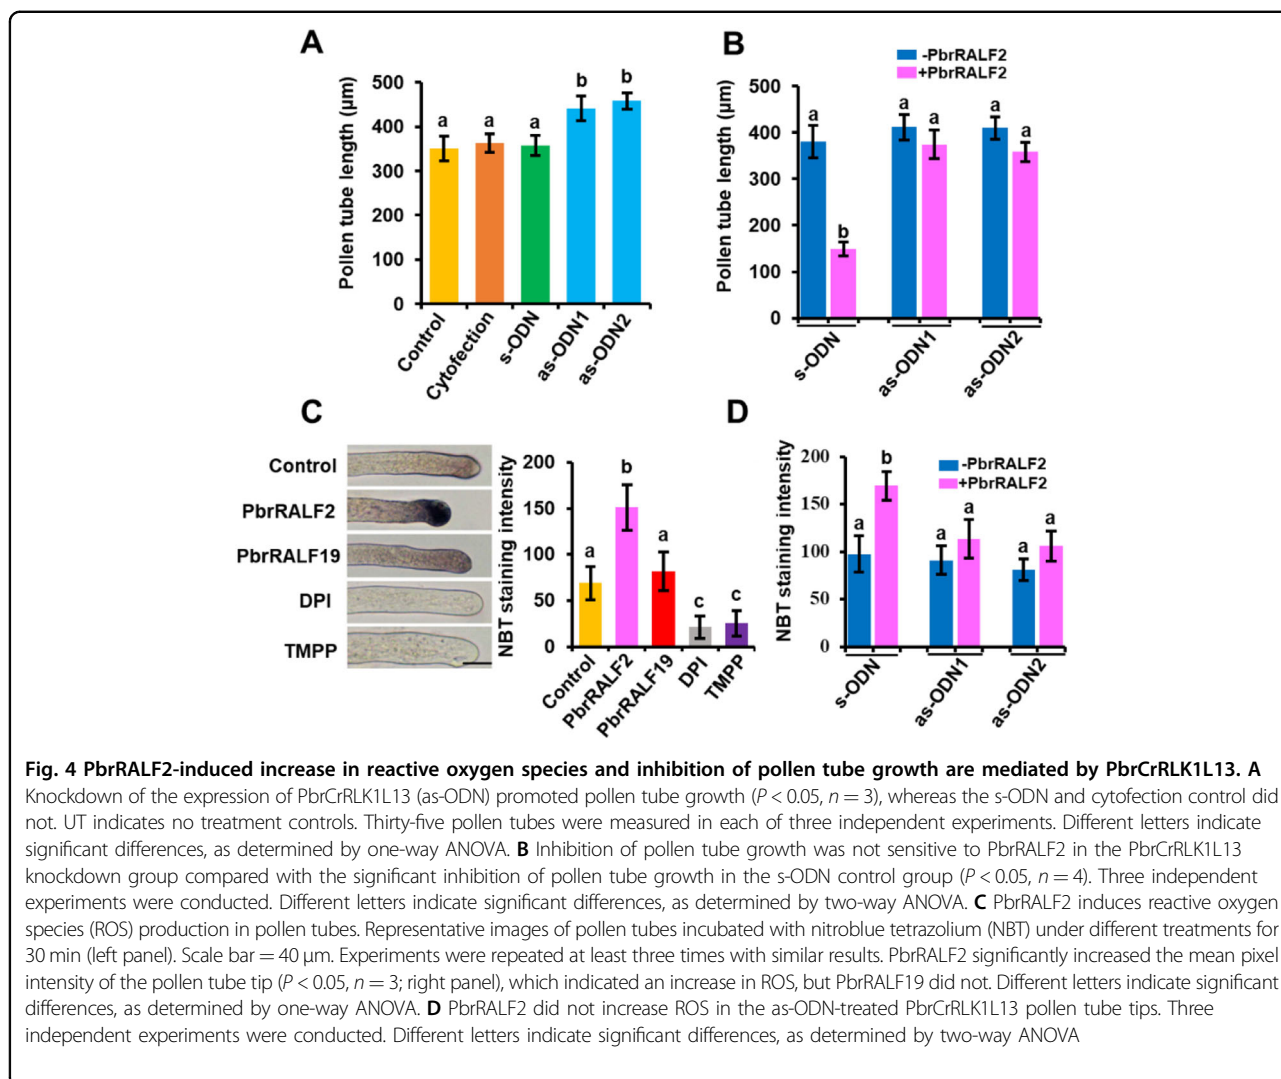 A
Pollen tube length (µm)
500
400
300
200
100
0
a
a
a
b
b
Control
Cytofection
s-ODN
as-ODN1
as-ODN2
B
-PbrRALF2
+PbrRALF2
Pollen tube length (µm)
500
400
300
200
100
0
a
b
a
a
a
a
s-ODN
as-ODN1
as-ODN2
C
Control
PbrRALF2
PbrRALF19
DPI
TMPP
NBT staining intensity
200
150
100
50
0
a
b
a
c
c
Control
PbrRALF2
PbrRALF19
DPI
TMPP
D
-PbrRALF2
+PbrRALF2
NBT staining intensity
200
150
100
50
0
a
b
a
a
a
a
s-ODN
as-ODN1
as-ODN2
Fig. 4 PbrRALF2-induced increase in reactive oxygen species and inhibition of pollen tube growth are mediated by PbrCrRLK1L13. A
Knockdown of the expression of PbrCrRLK1L13 (as-ODN) promoted pollen tube growth (P < 0.05, n = 3), whereas the s-ODN and cytofection control did
not. UT indicates no treatment controls. Thirty-five pollen tubes were measured in each of three independent experiments. Different letters indicate
significant differences, as determined by one-way ANOVA. B Inhibition of pollen tube growth was not sensitive to PbrRALF2 in the PbrCrRLK1L13
knockdown group compared with the significant inhibition of pollen tube growth in the s-ODN control group (P < 0.05, n = 4). Three independent
experiments were conducted. Different letters indicate significant differences, as determined by two-way ANOVA. C PbrRALF2 induces reactive oxygen
species (ROS) production in pollen tubes. Representative images of pollen tubes incubated with nitroblue tetrazolium (NBT) under different treatments for
30 min (left panel). Scale bar = 40 µm. Experiments were repeated at least three times with similar results. PbrRALF2 significantly increased the mean pixel
intensity of the pollen tube tip (P < 0.05, n = 3; right panel), which indicated an increase in ROS, but PbrRALF19 did not. Different letters indicate significant
differences, as determined by one-way ANOVA. D PbrRALF2 did not increase ROS in the as-ODN-treated PbrCrRLK1L13 pollen tube tips. Three
independent experiments were conducted. Different letters indicate significant differences, as determined by two-way ANOVA